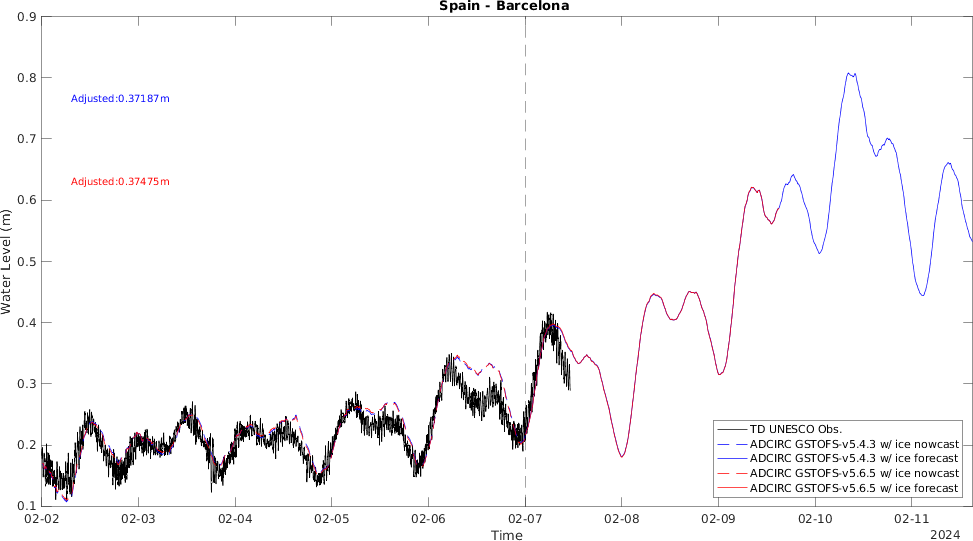 Spain - Barcelona
0.9
0.8
0.7
0.6
0.5
0.4
0.3
0.2
0.1
Water Level (m)
Adjusted:0.37187m
Adjusted:0.37475m
TD UNESCO Obs.
ADCIRC GSTOFS-v5.4.3 w/ ice nowcast
ADCIRC GSTOFS-v5.4.3 w/ ice forecast
ADCIRC GSTOFS-v5.6.5 w/ ice nowcast
ADCIRC GSTOFS-v5.6.5 w/ ice forecast
02-02 02-03 02-04 02-05 02-06 02-07 02-08 02-09 02-10 02-11
Time
2024